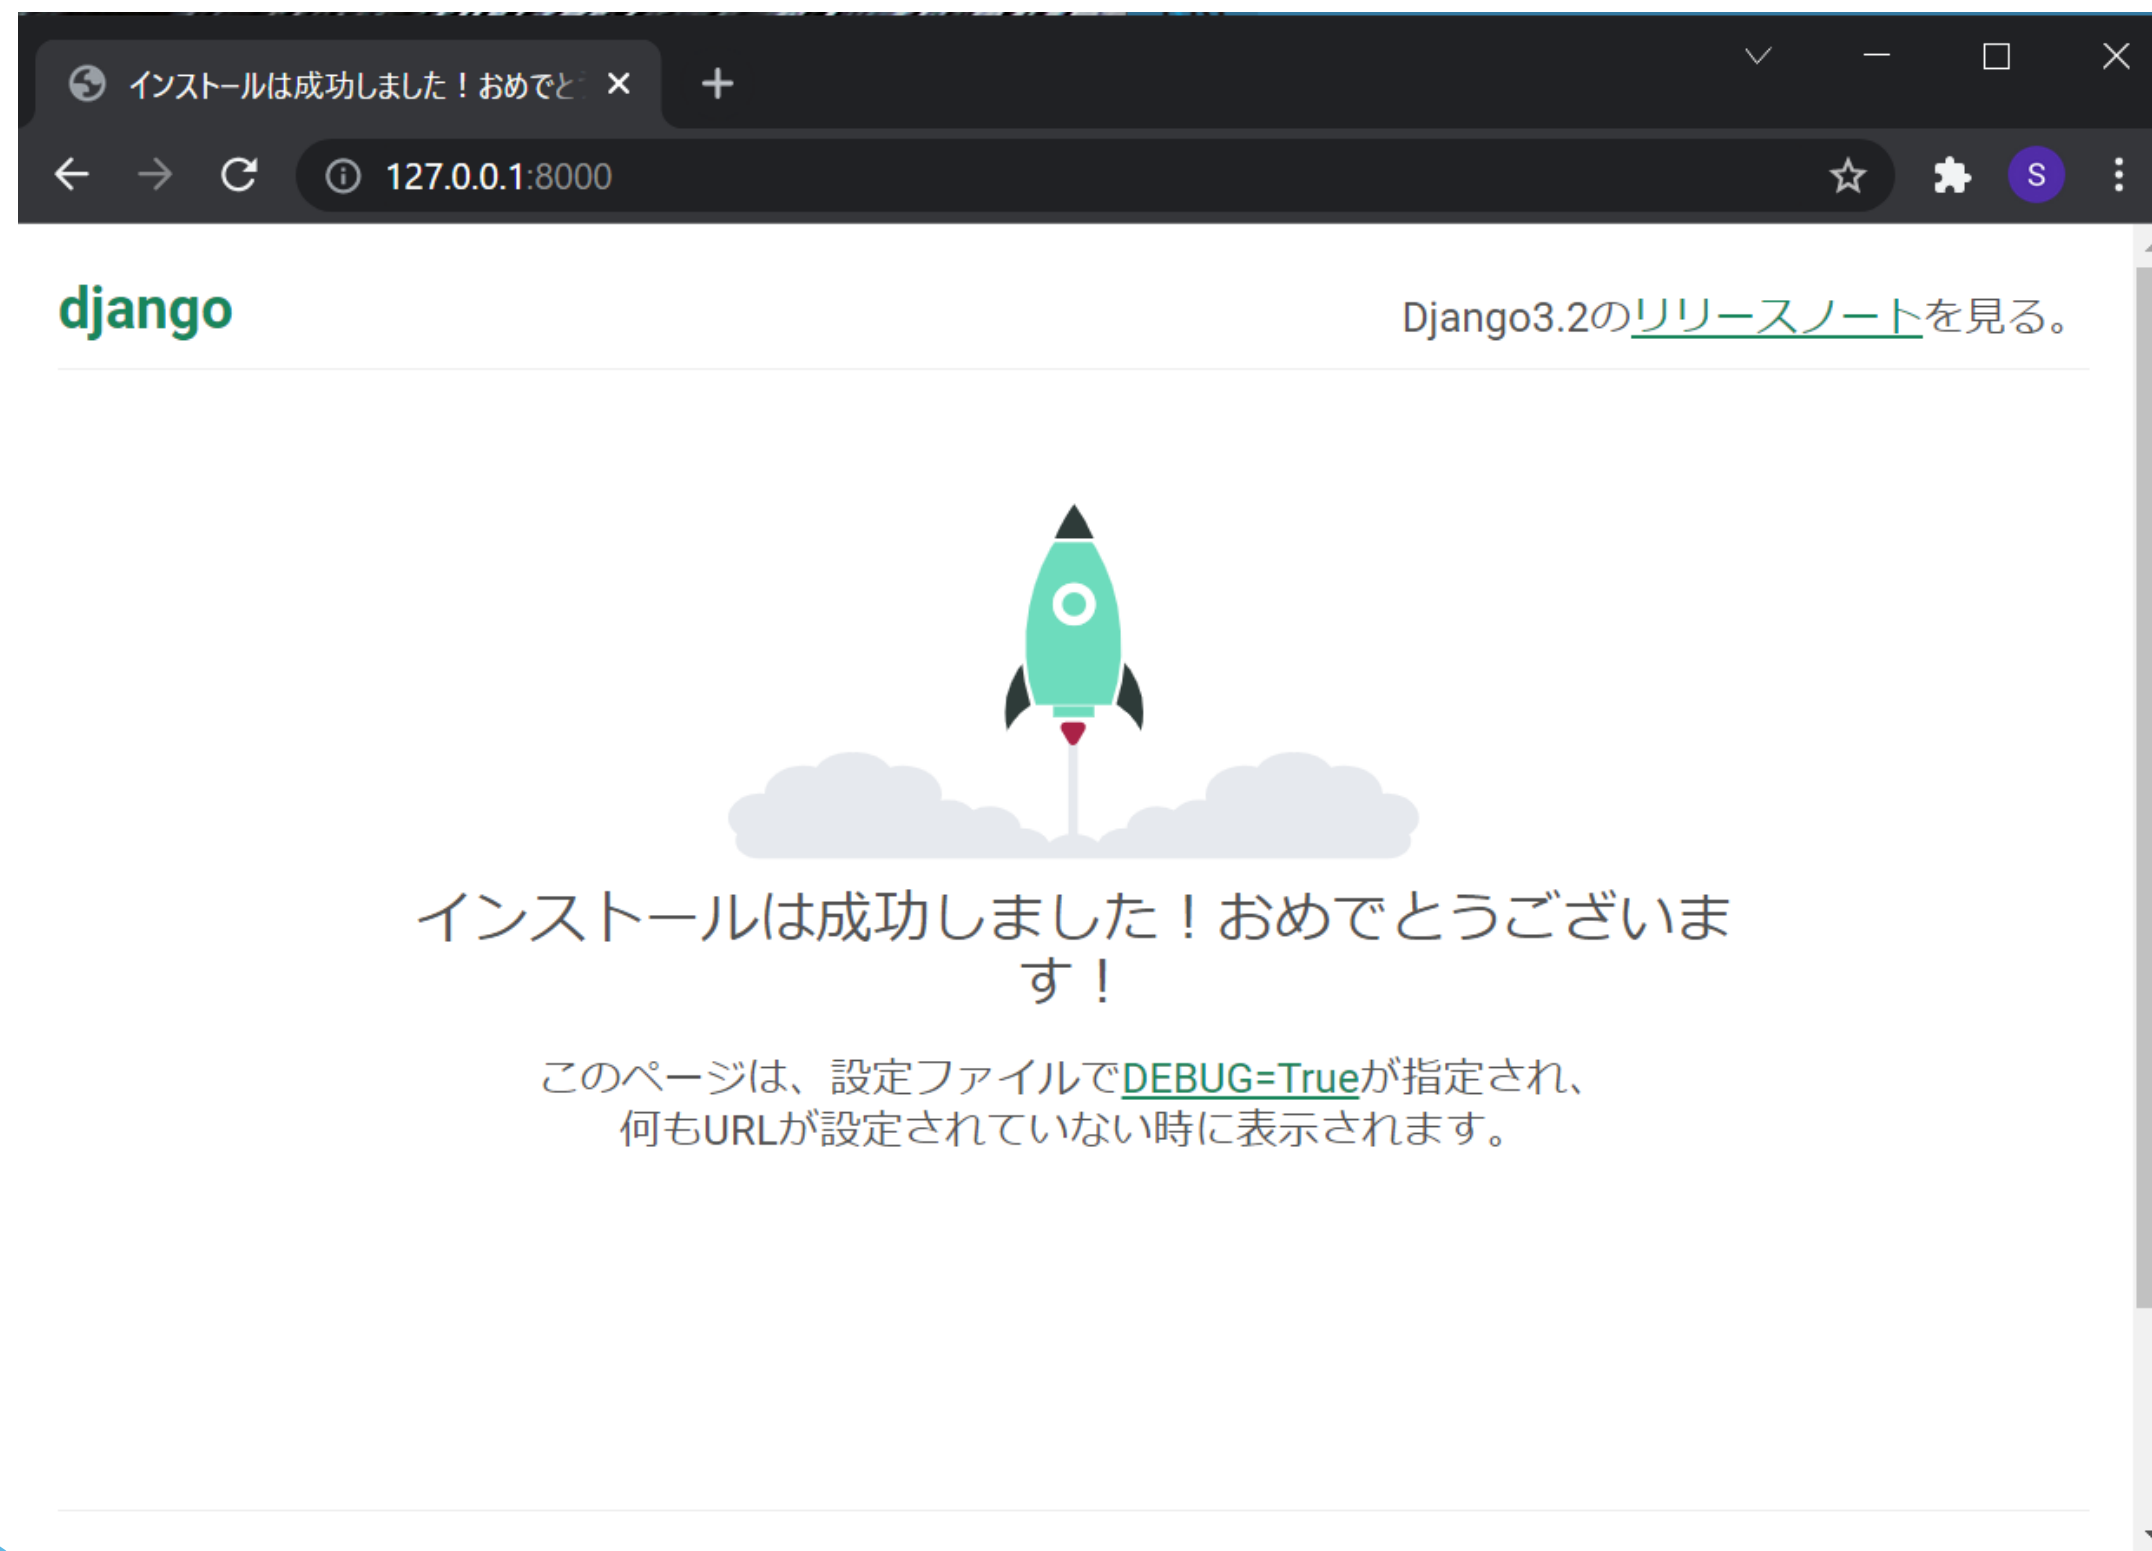 インストールは成功しました！おめでと
127.0.0.1:8000
S
django
Django3.2のリリースノートを見る。
インストールは成功しました！おめでとうございま
す！
このページは、設定ファイルでDEBUG=Trueが指定され、
何もURLが設定されていない時に表示されます。